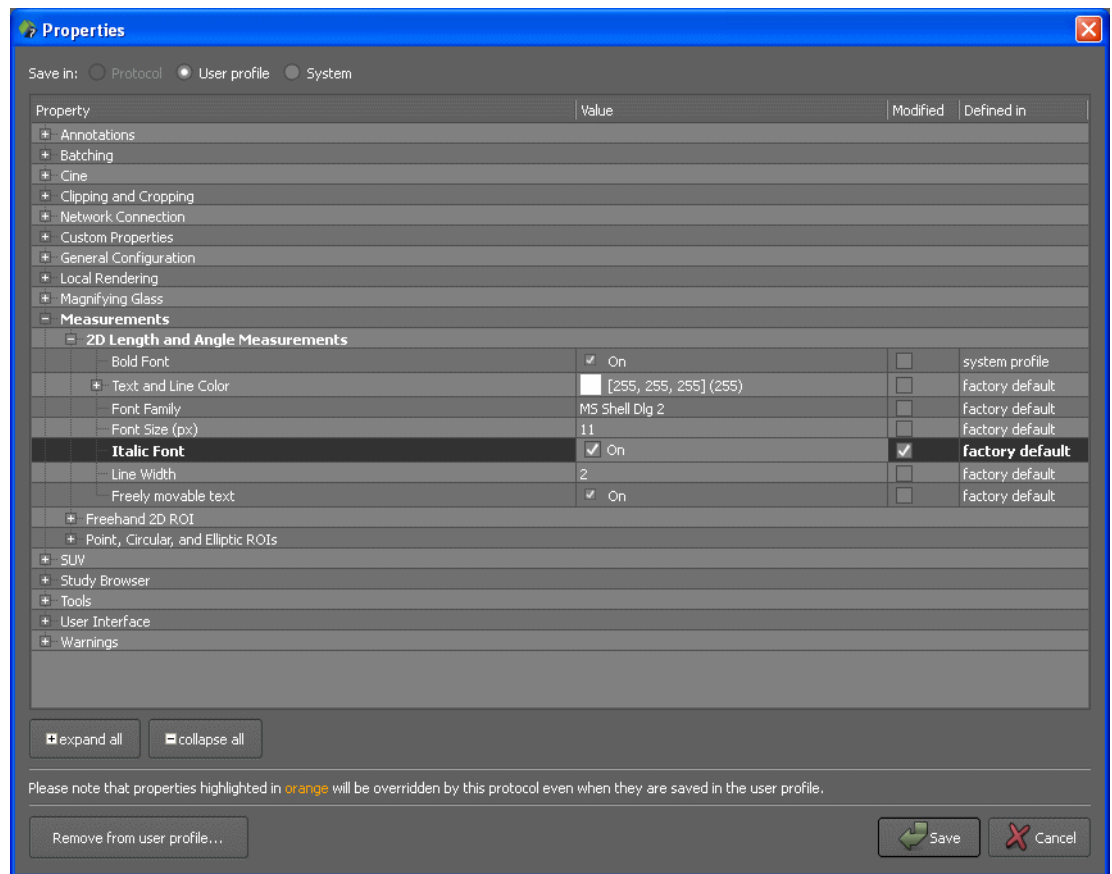 Properties
Save in: Protocol User profile System
Property Value Modified Defined in
Annotations
Batching
Cine
Clipping and Cropping
Network Connection
Custom Properties
General Configuration
Local Rendering
Magnifying Glass
Measurements
2D Length and Angle Measurements
Bold Font On system profile
Text and Line Color [255, 255, 255] (255) factory default
Font Family MS Shell Dlg 2 factory default
Font Size (px) 11 factory default
Italic Font On factory default
Line Width 2 factory default
Freely movable text On factory default
Freehand 2D ROI
Point, Circular, and Elliptic ROIs
SUV
Study Browser
Tools
User Interface
Warnings
expand all collapse all
Please note that properties highlighted in orange will be overridden by this protocol even when they are saved in the user profile.
Remove from user profile... Save Cancel